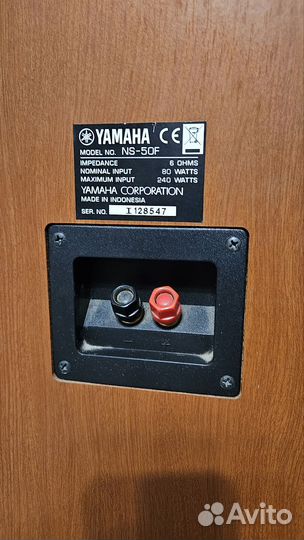 YAMAHA CE
MODEL NO. NS-50F
IMPEDANCE 6 OHMS
NOMINAL INPUT 80 WATTS
MAXIMUM INPUT 240 WATTS
YAMAHA CORPORATION
MADE IN INDONESIA
SER. NO. I 128547
- +
Avito